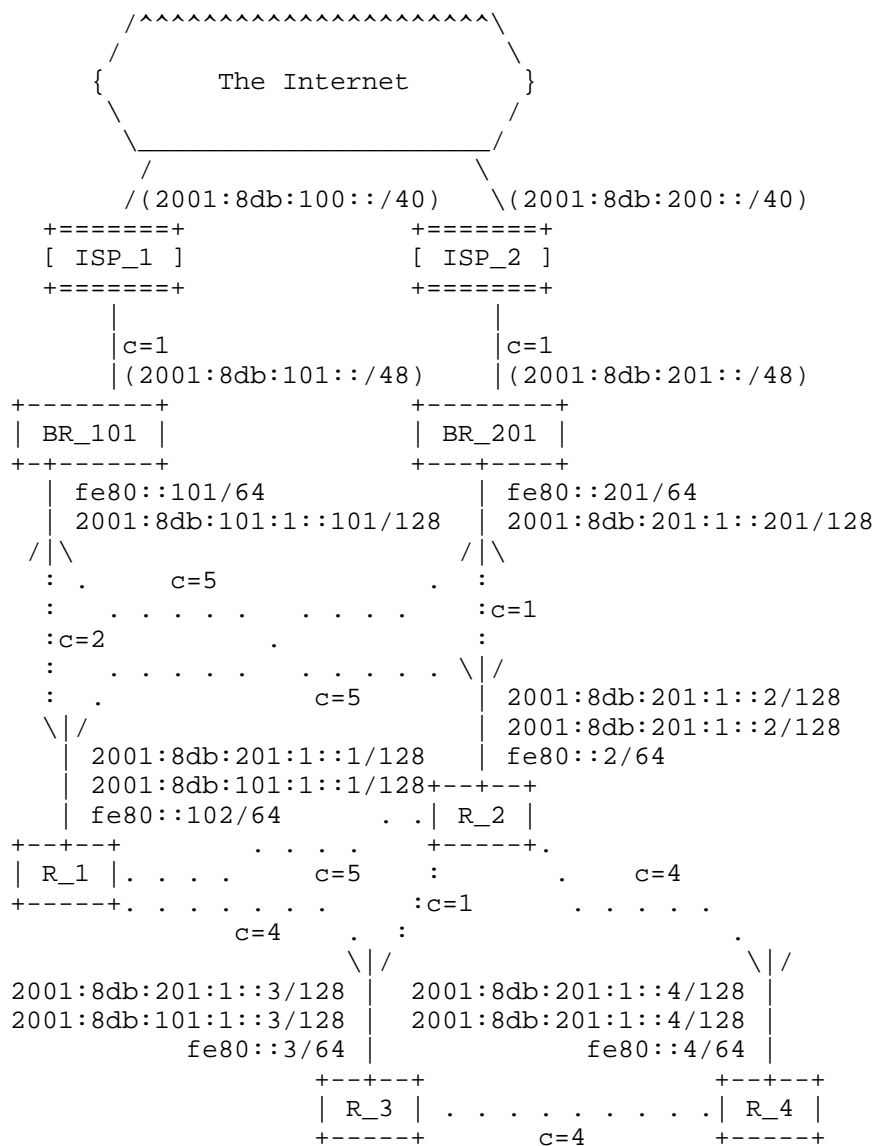 /^^^^^^^^^^^^^^^^^^^^^^\
/                        \
{       The Internet       }
\                        /
\______________________/
/                    \
/(2001:8db:100::/40)   \(2001:8db:200::/40)
+=======+              +=======+
[ ISP_1 ]              [ ISP_2 ]
+=======+              +=======+
|                       |
|c=1                    |c=1
|(2001:8db:101::/48)    |(2001:8db:201::/48)
+--------+               +--------+
| BR_101 |               | BR_201 |
+-+------+               +---+----+
| fe80::101/64             | fe80::201/64
| 2001:8db:101:1::101/128  | 2001:8db:201:1::201/128
/|\                        /|\
: .     c=5             .  :
:   . . . . .   . . . .   :c=1
:c=2          .            :
:   . . . . .  . . . . . \|/
:  .             c=5       | 2001:8db:201:1::2/128
\|/                        | 2001:8db:201:1::2/128
| 2001:8db:201:1::1/128   | fe80::2/64
| 2001:8db:101:1::1/128+--+--+
| fe80::102/64      . .| R_2 |
+--+--+        . . . .    +-----+.
| R_1 |. . . .     c=5    :       .    c=4
+-----+. . . . . . .     :c=1      . . . . .
c=4     .  :                     .
\|/                      \|/
2001:8db:201:1::3/128 |  2001:8db:201:1::4/128 |
2001:8db:101:1::3/128 |  2001:8db:201:1::4/128 |
fe80::3/64 |             fe80::4/64 |
+--+--+                  +--+--+
| R_3 | . . . . . . . . .| R_4 |
+-----+       c=4        +-----+